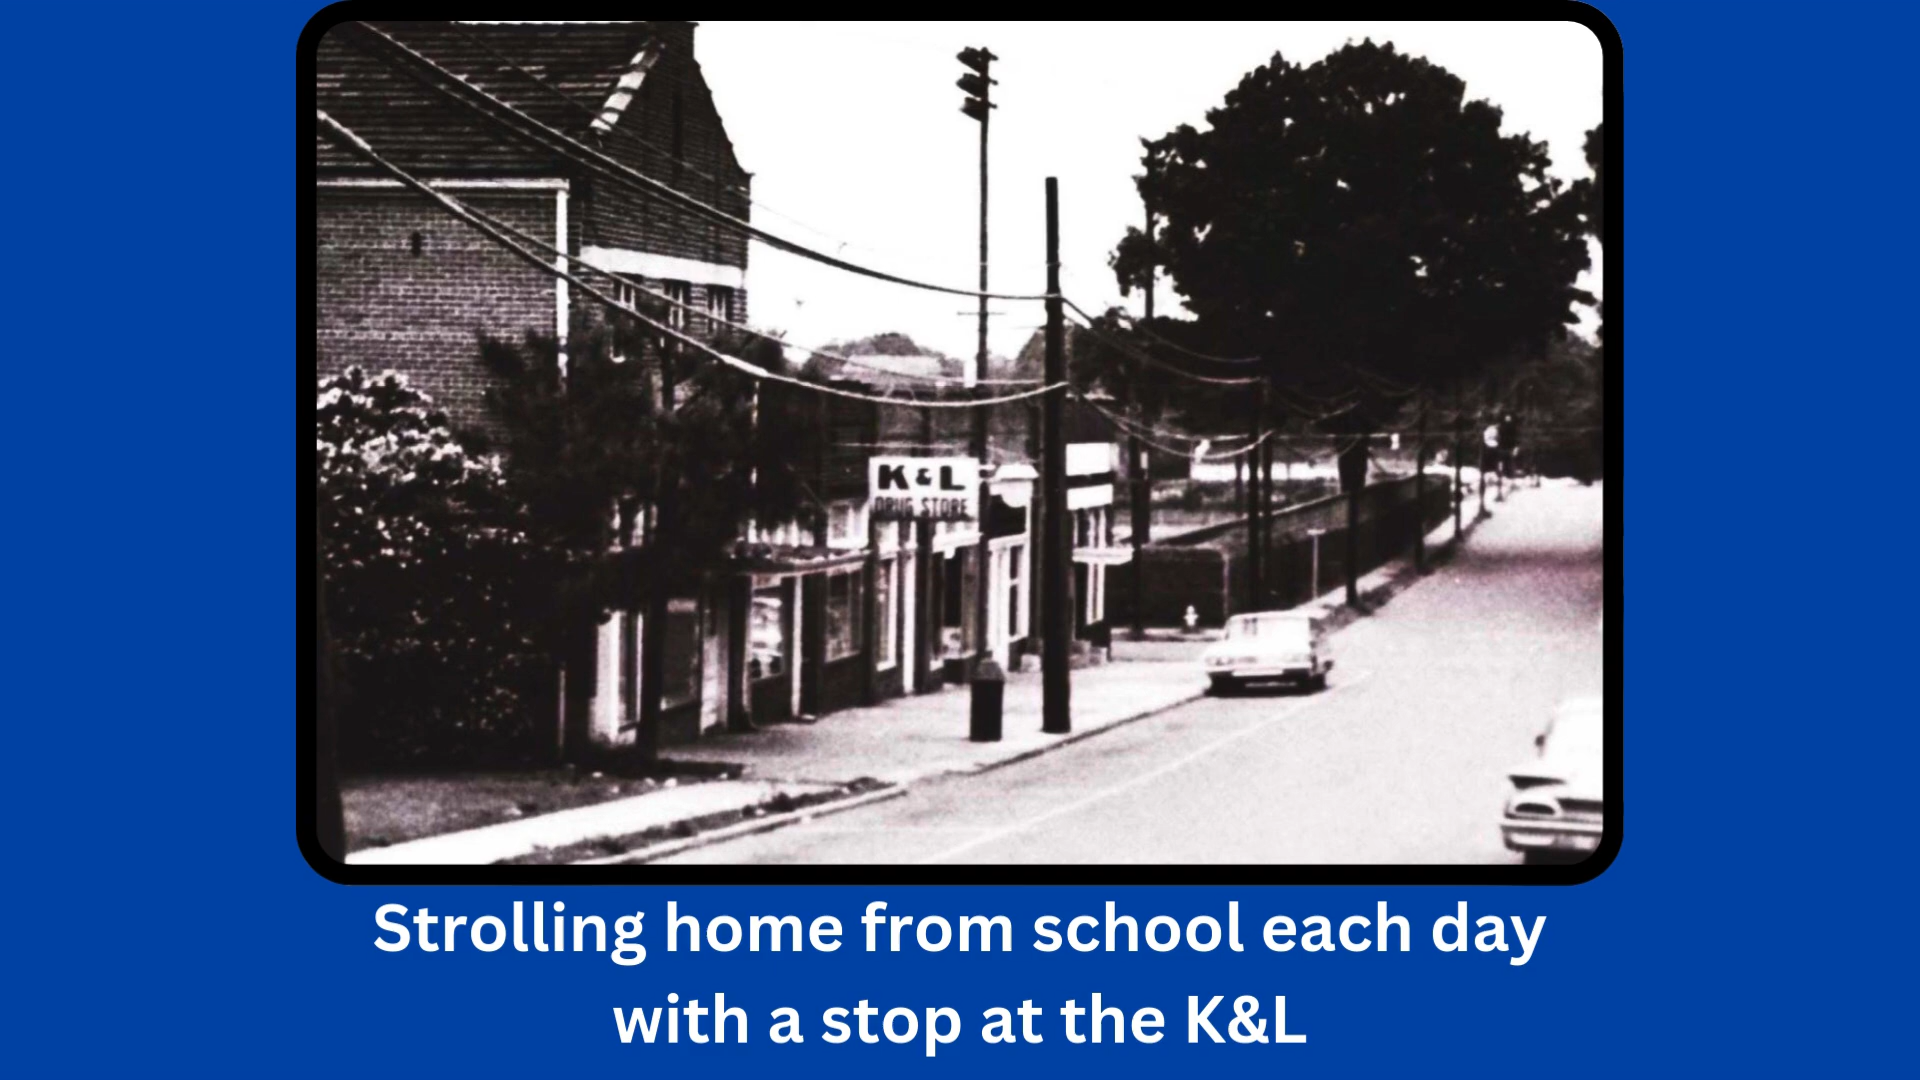 K&L
DRUG STORE
Strolling home from school each day
with a stop at the K&L